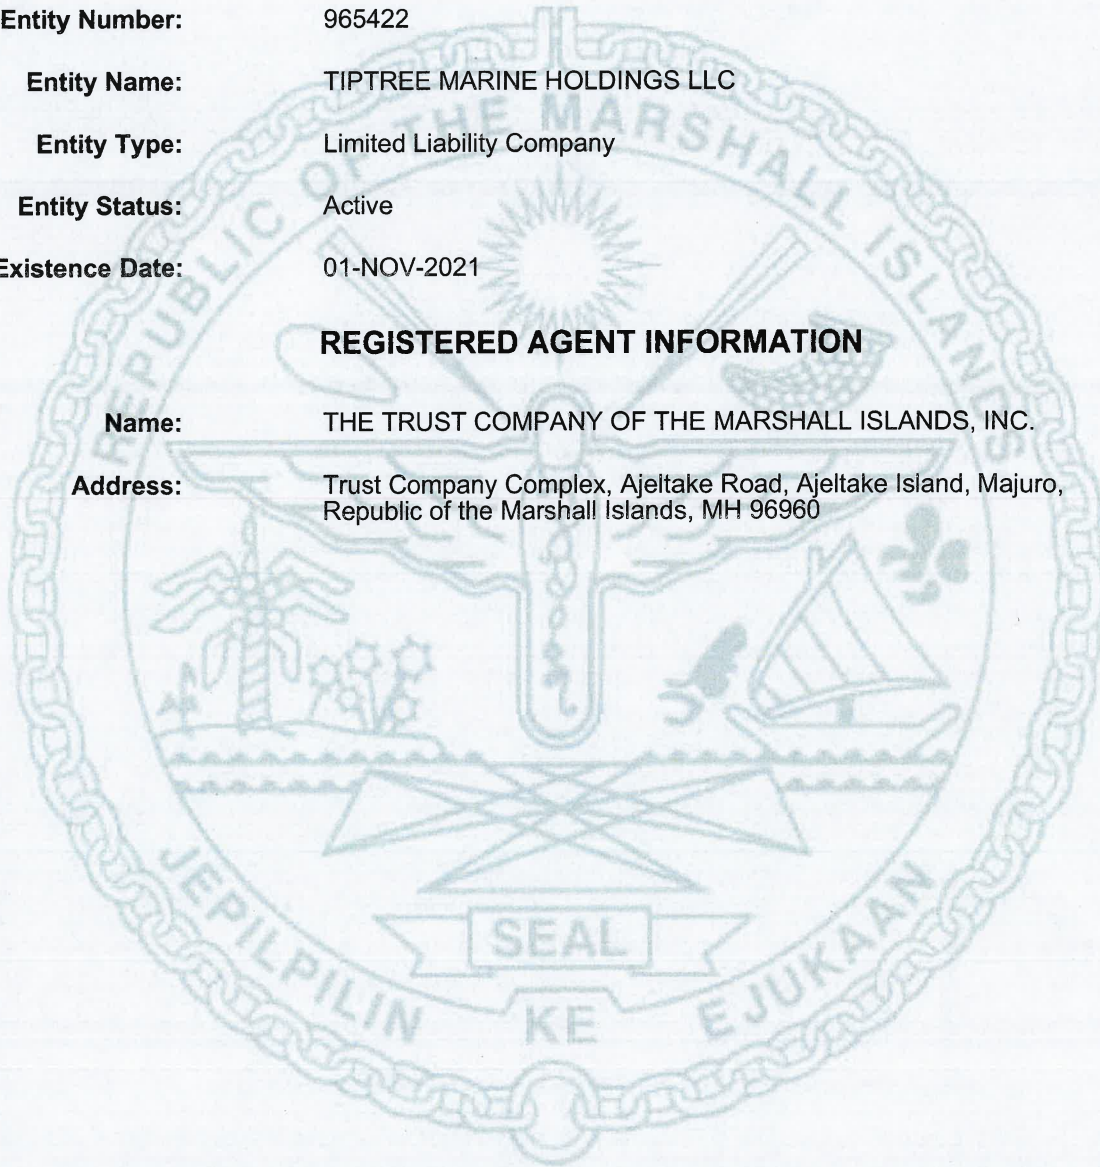 Entity Number: 965422
Entity Name: TIPTREE MARINE HOLDINGS LLC
Entity Type: Limited Liability Company
Entity Status: Active
Existence Date: 01-NOV-2021
REGISTERED AGENT INFORMATION
Name: THE TRUST COMPANY OF THE MARSHALL ISLANDS, INC.
Address: Trust Company Complex, Ajeltake Road, Ajeltake Island, Majuro,
Republic of the Marshall Islands, MH 96960
REPUBLIC OF THE MARSHALL ISLANDS
SEAL
JEPILPILIN KE EJUKAAN